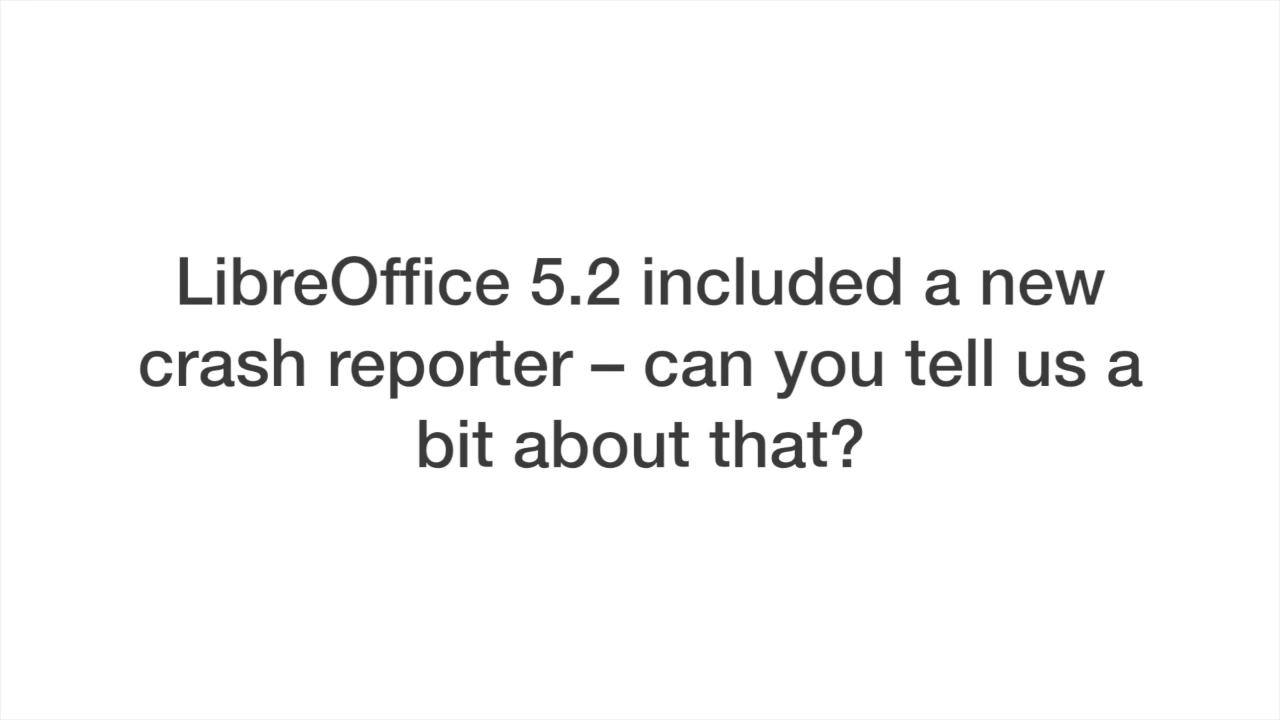 LibreOffice 5.2 included a new
crash reporter – can you tell us a
bit about that?